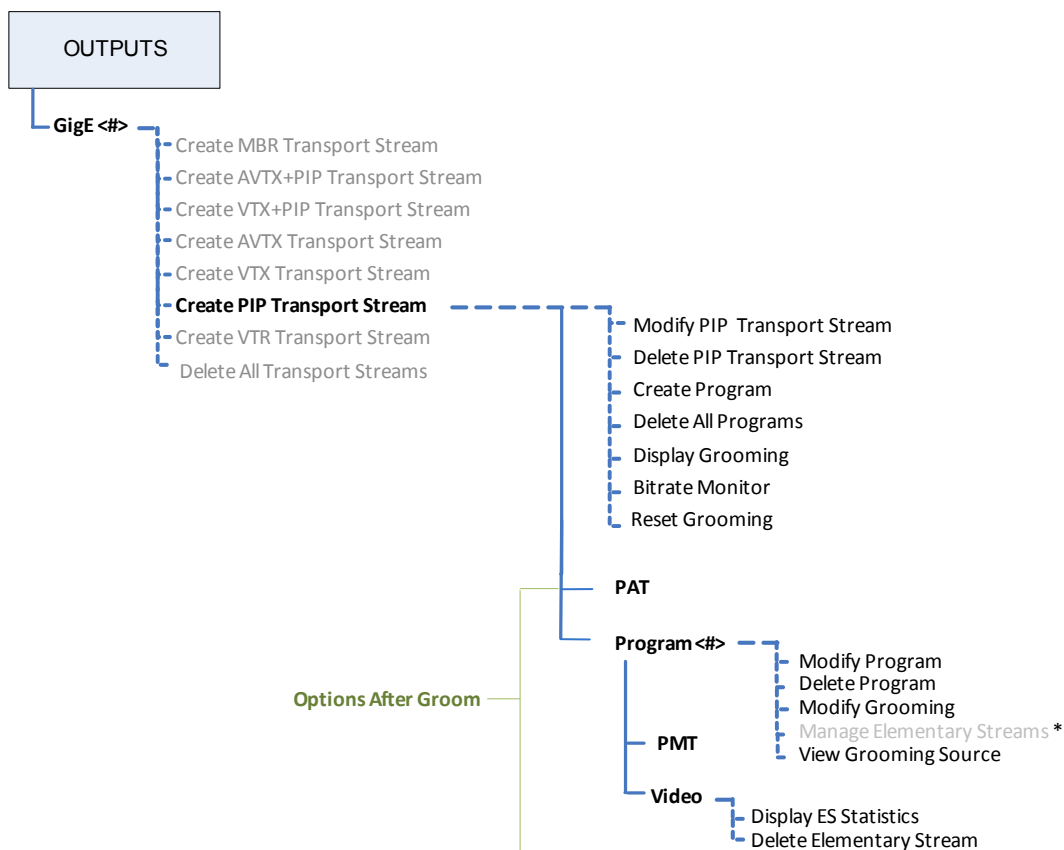 OUTPUTS
GigE <#>
Create MBR Transport Stream
Create AVTX+PIP Transport Stream
Create VTX+PIP Transport Stream
Create AVTX Transport Stream
Create VTX Transport Stream
Create PIP Transport Stream
Create VTR Transport Stream
Delete All Transport Streams
Modify PIP Transport Stream
Delete PIP Transport Stream
Create Program
Delete All Programs
Display Grooming
Bitrate Monitor
Reset Grooming
PAT
Program <#>
Modify Program
Delete Program
Modify Grooming
Manage Elementary Streams *
View Grooming Source
Options After Groom
PMT
Video
Display ES Statistics
Delete Elementary Stream